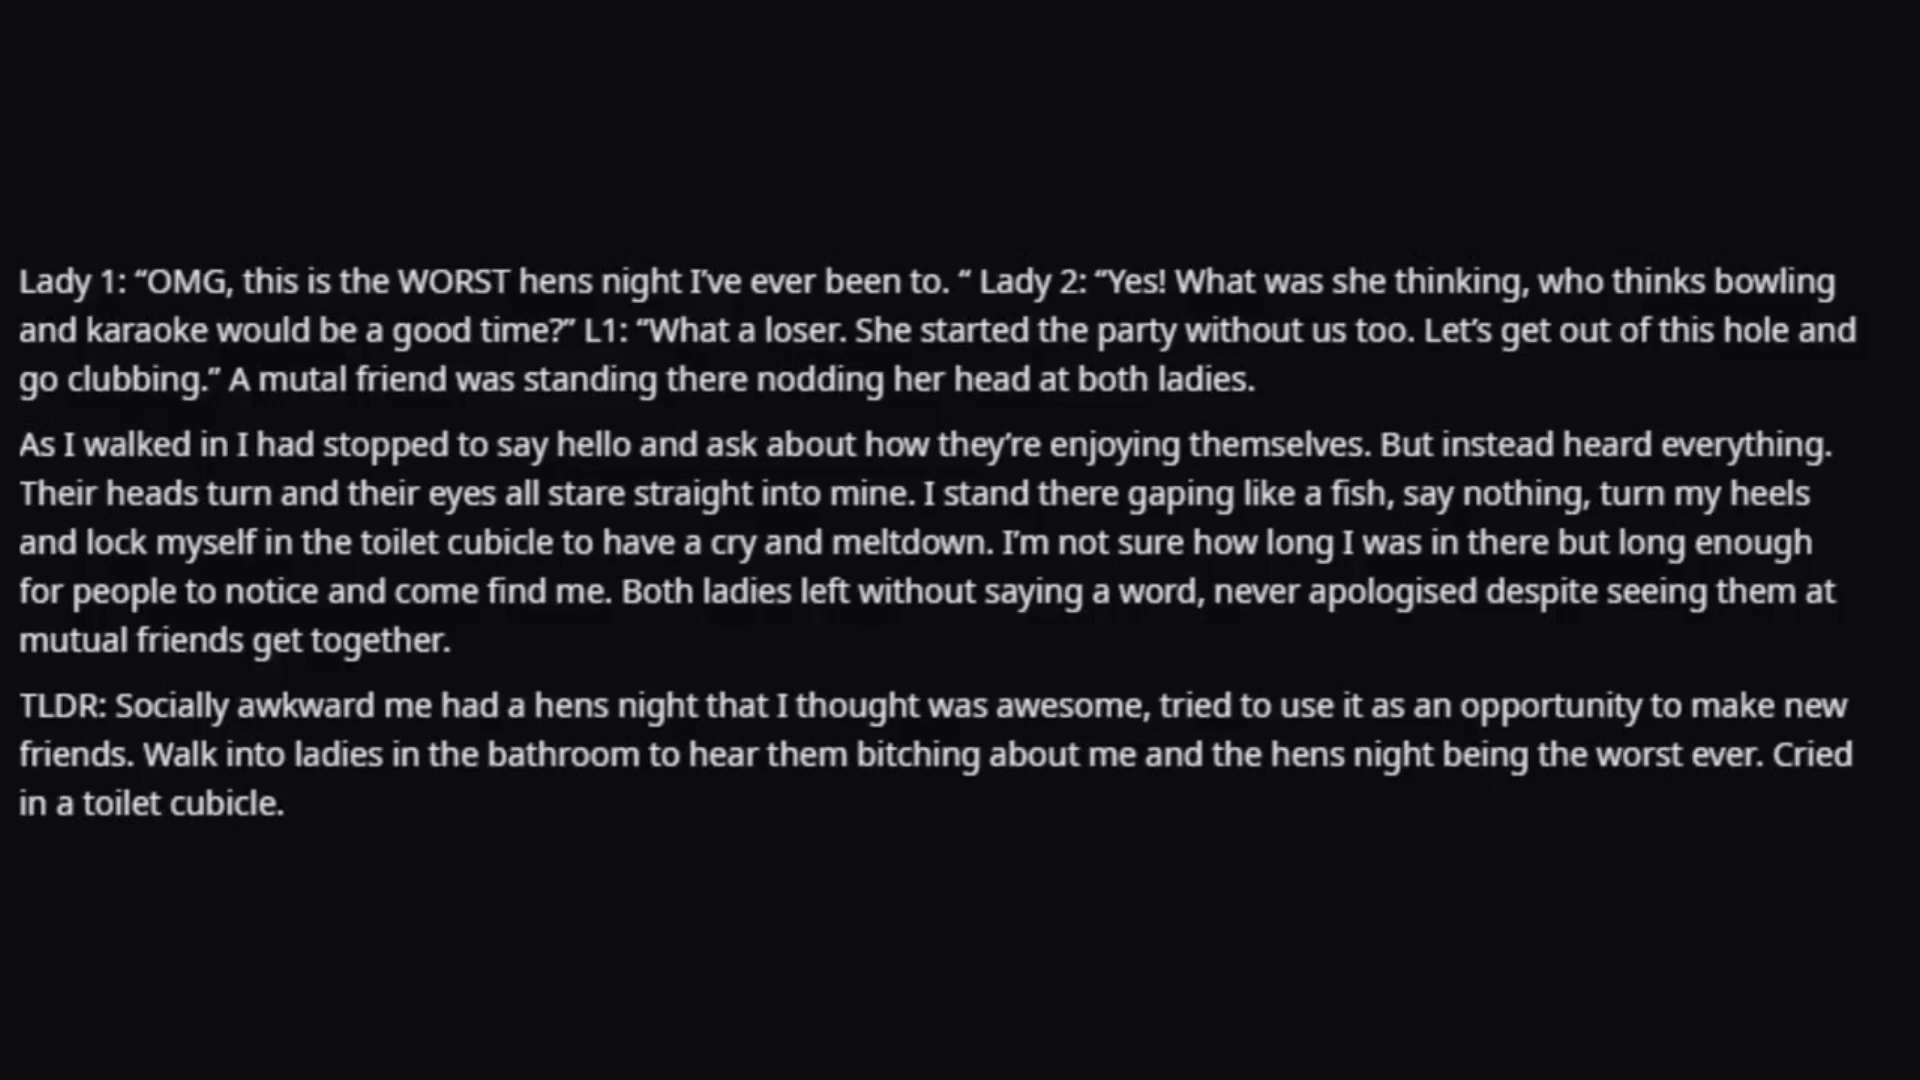 Lady 1: “OMG, this is the WORST hens night I’ve ever been to. “ Lady 2: “Yes! What was she thinking, who thinks bowling
and karaoke would be a good time?” L1: “What a loser. She started the party without us too. Let’s get out of this hole and
go clubbing.” A mutal friend was standing there nodding her head at both ladies.
As I walked in I had stopped to say hello and ask about how they’re enjoying themselves. But instead heard everything.
Their heads turn and their eyes all stare straight into mine. I stand there gaping like a fish, say nothing, turn my heels
and lock myself in the toilet cubicle to have a cry and meltdown. I’m not sure how long I was in there but long enough
for people to notice and come find me. Both ladies left without saying a word, never apologised despite seeing them at
mutual friends get together.
TLDR: Socially awkward me had a hens night that I thought was awesome, tried to use it as an opportunity to make new
friends. Walk into ladies in the bathroom to hear them bitching about me and the hens night being the worst ever. Cried
in a toilet cubicle.